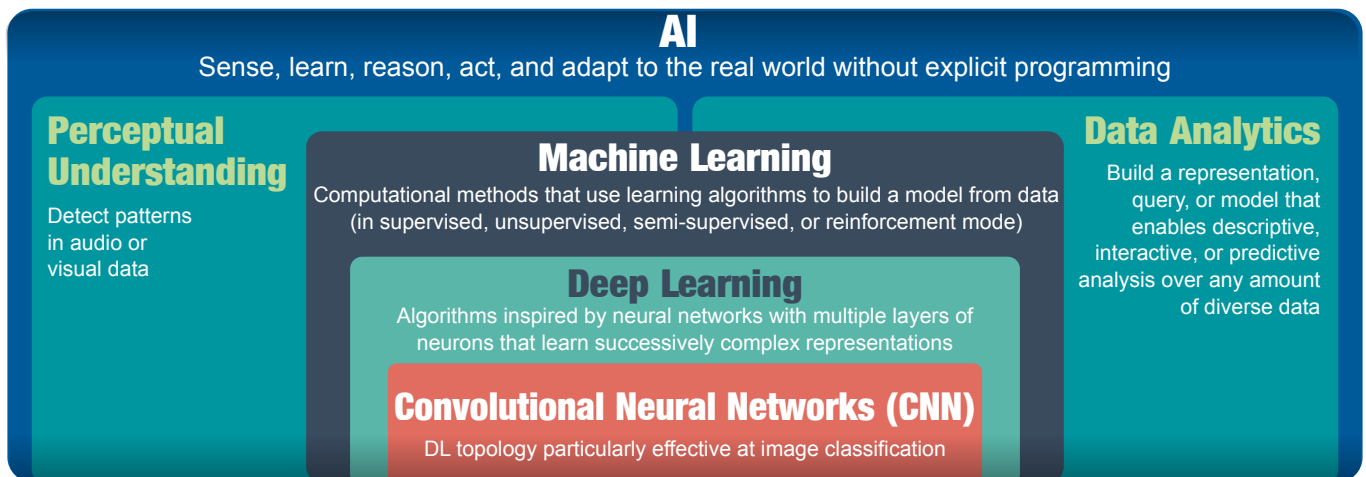 AI
Sense, learn, reason, act, and adapt to the real world without explicit programming
Perceptual
Understanding
Detect patterns
in audio or
visual data
Machine Learning
Computational methods that use learning algorithms to build a model from data
(in supervised, unsupervised, semi-supervised, or reinforcement mode)
Deep Learning
Algorithms inspired by neural networks with multiple layers of
neurons that learn successively complex representations
Convolutional Neural Networks (CNN)
DL topology particularly effective at image classification
Data Analytics
Build a representation,
query, or model that
enables descriptive,
interactive, or predictive
analysis over any amount
of diverse data